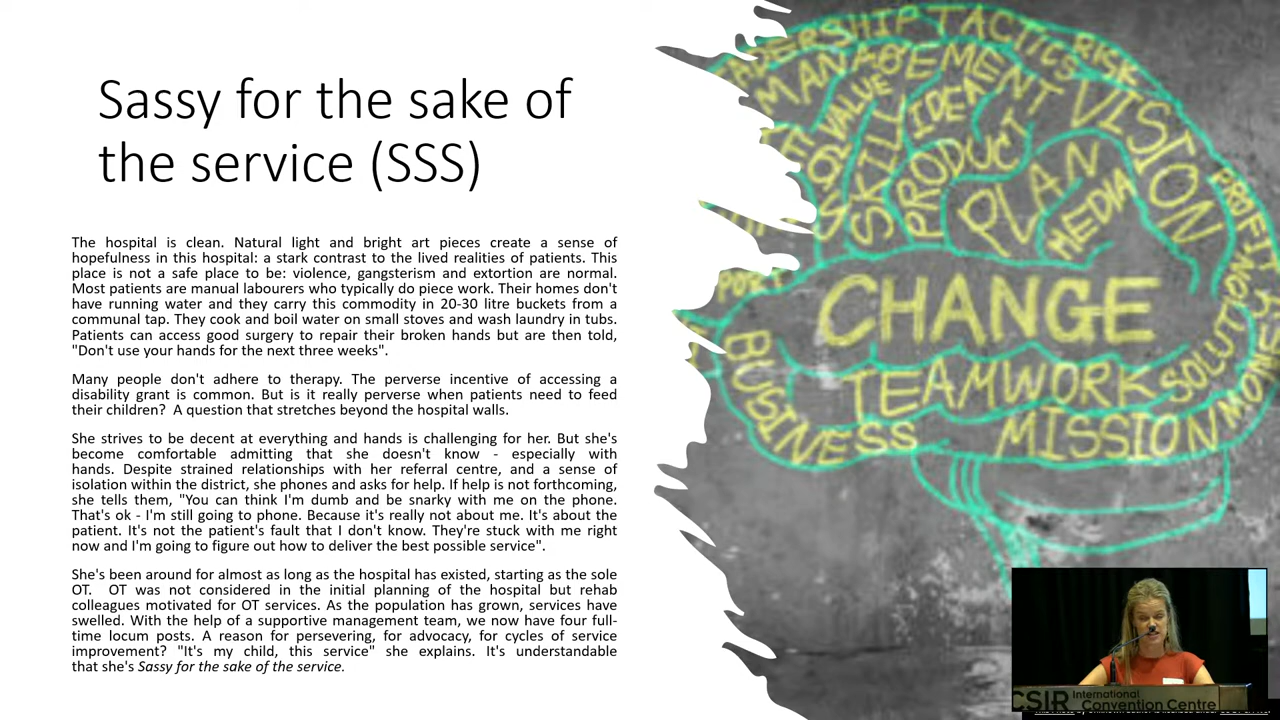 Sassy for the sake of
the service (SSS)
The hospital is clean. Natural light and bright art pieces create a sense of
hopefulness in this hospital: a stark contrast to the lived realities of patients. This
place is not a safe place to be: violence, gangsterism and extortion are normal.
Most patients are manual labourers who typically do piece work. Their homes don't
have running water and they carry this commodity in 20-30 litre buckets from a
communal tap. They cook and boil water on small stoves and wash laundry in tubs.
Patients can access good surgery to repair their broken hands but are then told,
"Don't use your hands for the next three weeks".
Many people don't adhere to therapy. The perverse incentive of accessing a
disability grant is common. But is it really perverse when patients need to feed
their children? A question that stretches beyond the hospital walls.
She strives to be decent at everything and hands is challenging for her. But she's
become comfortable admitting that she doesn't know - especially with
hands. Despite strained relationships with her referral centre, and a sense of
isolation within the district, she phones and asks for help. If help is not forthcoming,
she tells them, "You can think I'm dumb and be snarky with me on the phone.
That's ok - I'm still going to phone. Because it's really not about me. It's about the
patient. It's not the patient's fault that I don't know. They're stuck with me right
now and I'm going to figure out how to deliver the best possible service".
She's been around for almost as long as the hospital has existed, starting as the sole
OT. OT was not considered in the initial planning of the hospital but rehab
colleagues motivated for OT services. As the population has grown, services have
swelled. With the help of a supportive management team, we now have four full-
time locum posts. A reason for persevering, for advocacy, for cycles of service
improvement? "It's my child, this service" she explains. It's understandable
that she's Sassy for the sake of the service.
EADERSHIP TACTICS
RISK
MANAGEMENT
VALUE
IDEA
VISION
SKILL
PRODUCT
PLAN
MEDIA
PROFIT
CHANGE
BUSINESS
TEAMWORK
SOLUTION
MISSION
MONEY
CSIR International
Convention Centre